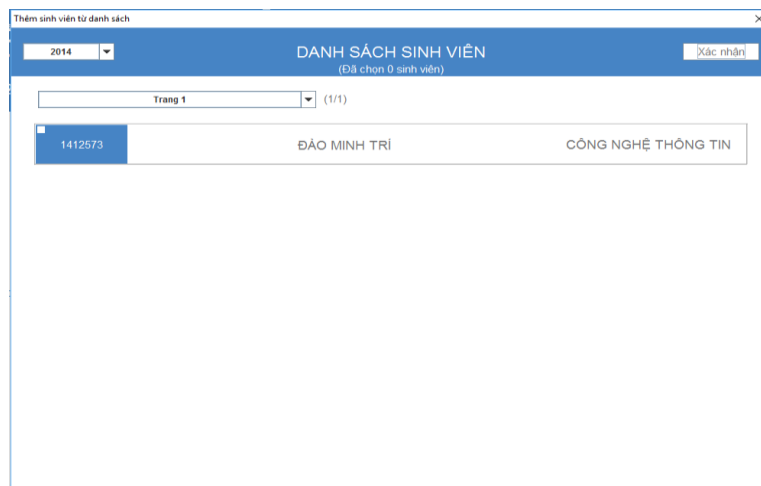 Thêm sinh viên từ danh sách
2014
DANH SÁCH SINH VIÊN
Xác nhận
(Đã chọn 0 sinh viên)
Trang 1 (1/1)
1412573 ĐÀO MINH TRÍ CÔNG NGHỆ THÔNG TIN